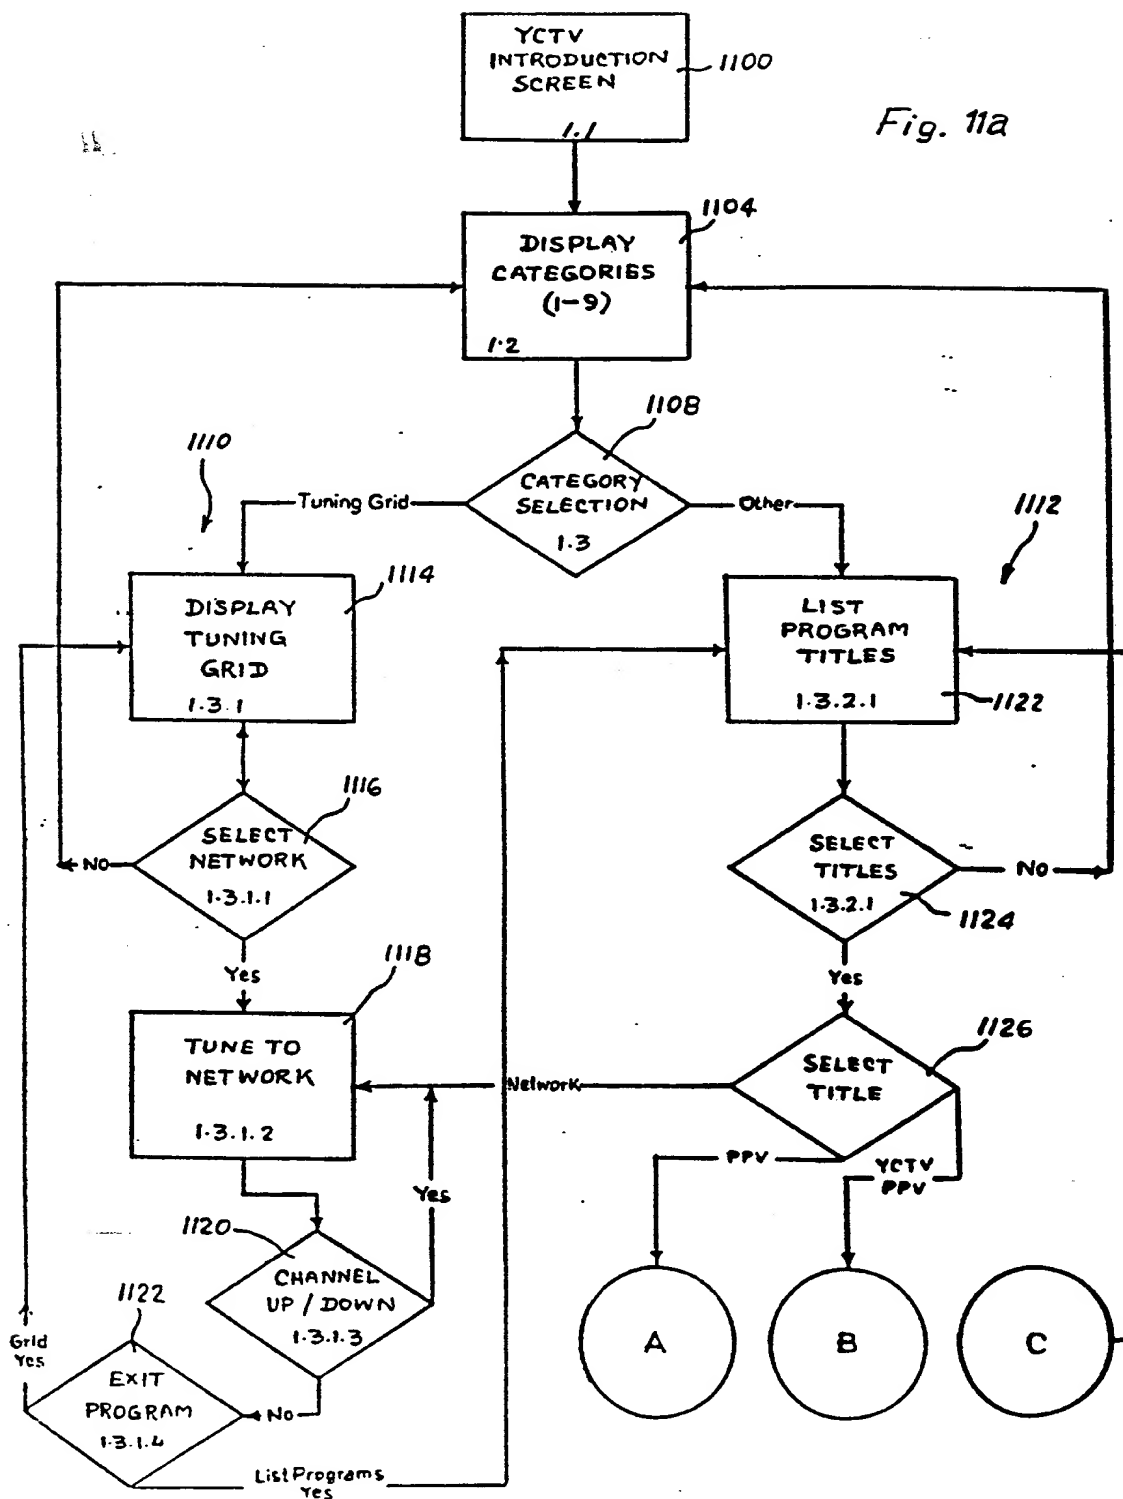 YCTV
INTRODUCTION
SCREEN
1.1
1100
Fig. 11a
1104
DISPLAY
CATEGORIES
(1-9)
1.2
1108
CATEGORY
SELECTION
1.3
1110
Tuning Grid
Other
1112
1114
DISPLAY
TUNING
GRID
1.3.1
LIST
PROGRAM
TITLES
1.3.2.1
1122
1116
SELECT
NETWORK
1.3.1.1
No
SELECT
TITLES
1.3.2.1
No
1124
Yes
Yes
1118
TUNE TO
NETWORK
1.3.1.2
Network
1126
SELECT
TITLE
PPV
YCTV
PPV
Yes
1120
CHANNEL
UP / DOWN
1.3.1.3
1122
Grid
Yes
EXIT
PROGRAM
1.3.1.4
No
List Programs
Yes
A
B
C